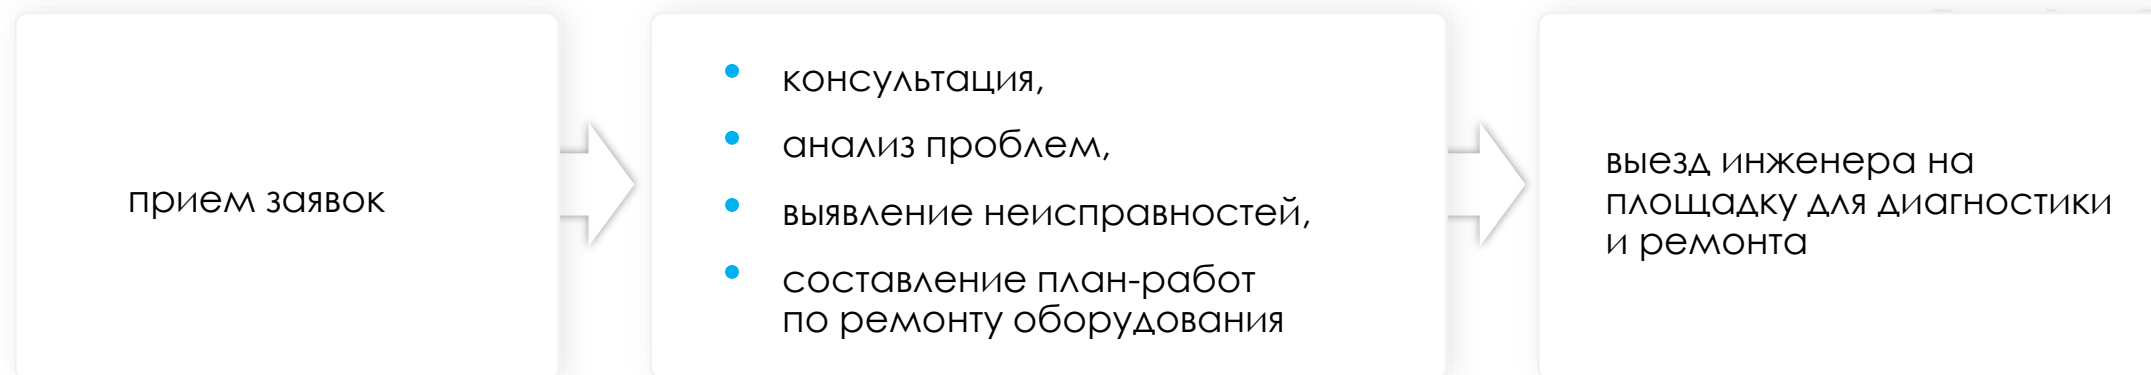 прием заявок
консультация,
анализ проблем,
выявление неисправностей,
составление план-работ
по ремонту оборудования
выезд инженера на
площадку для диагностики
и ремонта